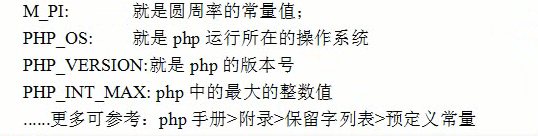 M_PI: 就是圆周率的常量值；
PHP_OS: 就是 php 运行所在的操作系统
PHP_VERSION:就是 php 的版本号
PHP_INT_MAX: php 中的最大的整数值
......更多可参考：php 手册>附录>保留字列表>预定义常量